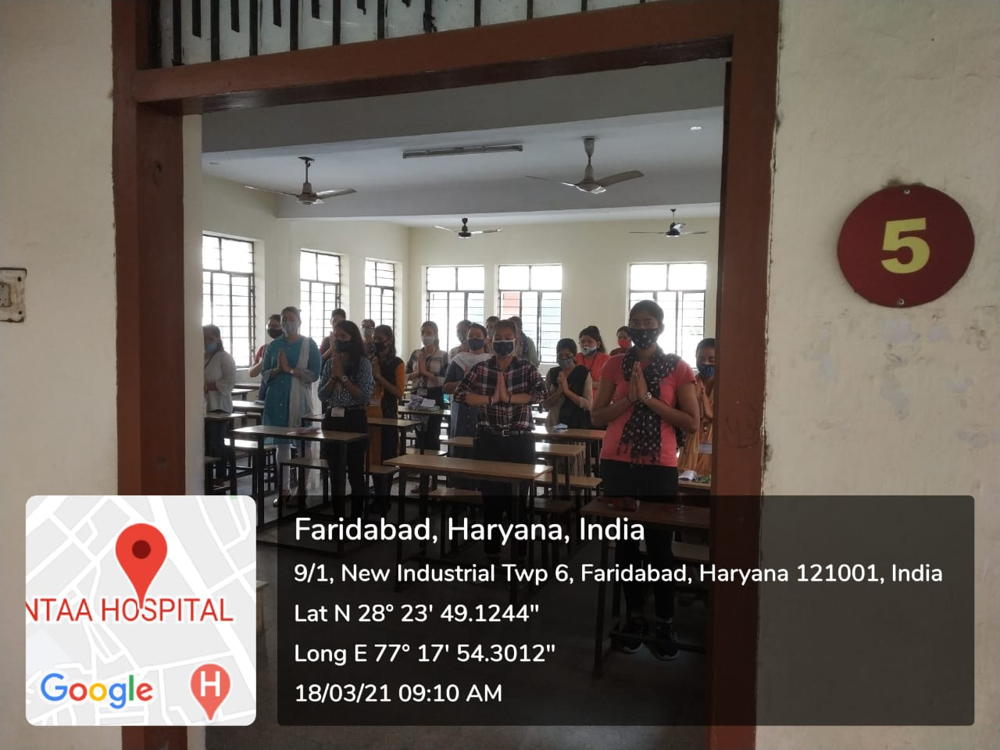 5
Faridabad, Haryana, India
9/1, New Industrial Twp 6, Faridabad, Haryana 121001, India
Lat N 28° 23' 49.1244"
Long E 77° 17' 54.3012"
18/03/21 09:10 AM
NTAA HOSPITAL
Google
H